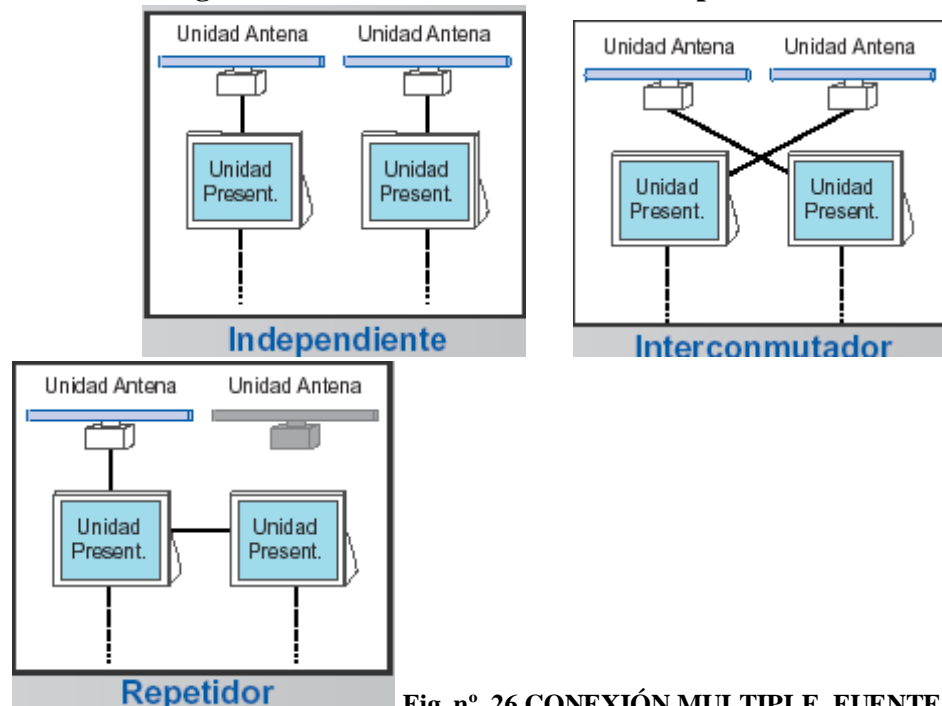 Unidad Antena Unidad Antena
Unidad
Present.
Unidad
Present.
Independiente
Unidad Antena Unidad Antena
Unidad
Present.
Unidad
Present.
Interconmutador
Unidad Antena Unidad Antena
Unidad
Present.
Unidad
Present.
Repetidor
Fig. nº. 26 CONEXIÓN MULTIPLE. FUENTE